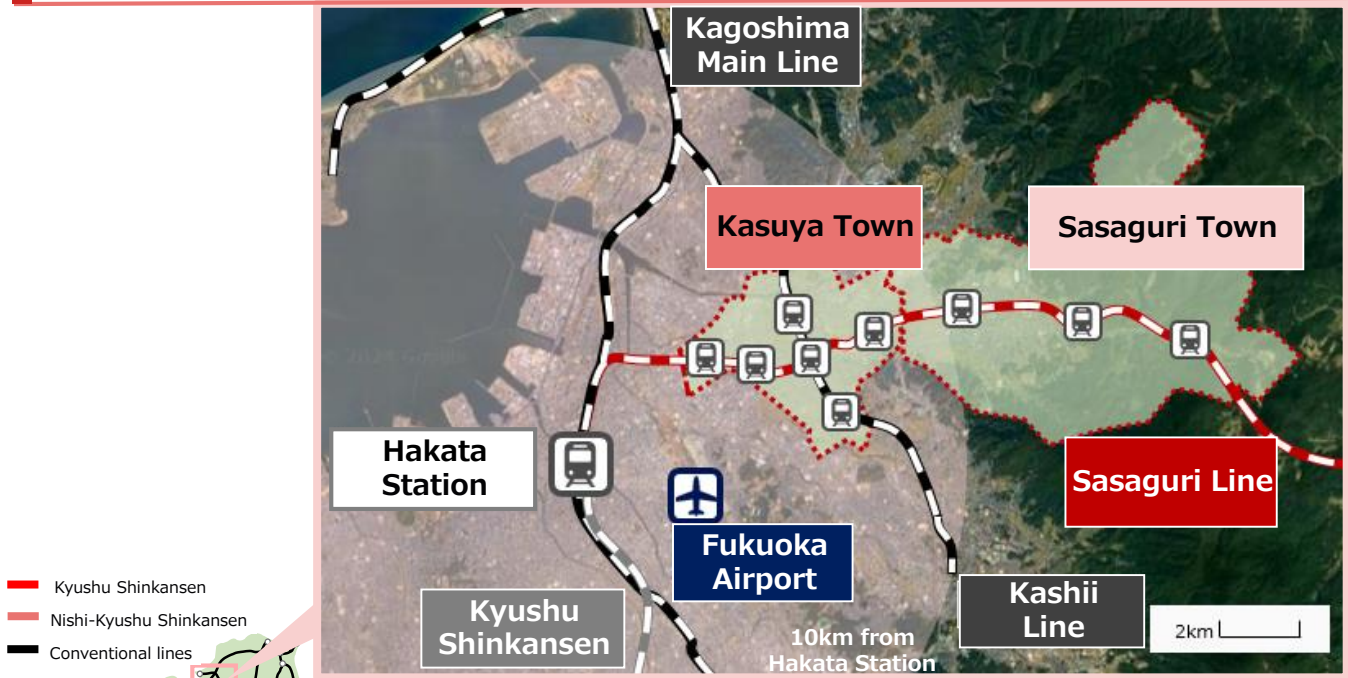 Kagoshima
Main Line
Kasuya Town
Sasaguri Town
Hakata
Station
Sasaguri Line
Fukuoka
Airport
Kyushu
Shinkansen
Kashii
Line
10km from
Hakata Station
2km
Kyushu Shinkansen
Nishi-Kyushu Shinkansen
Conventional lines